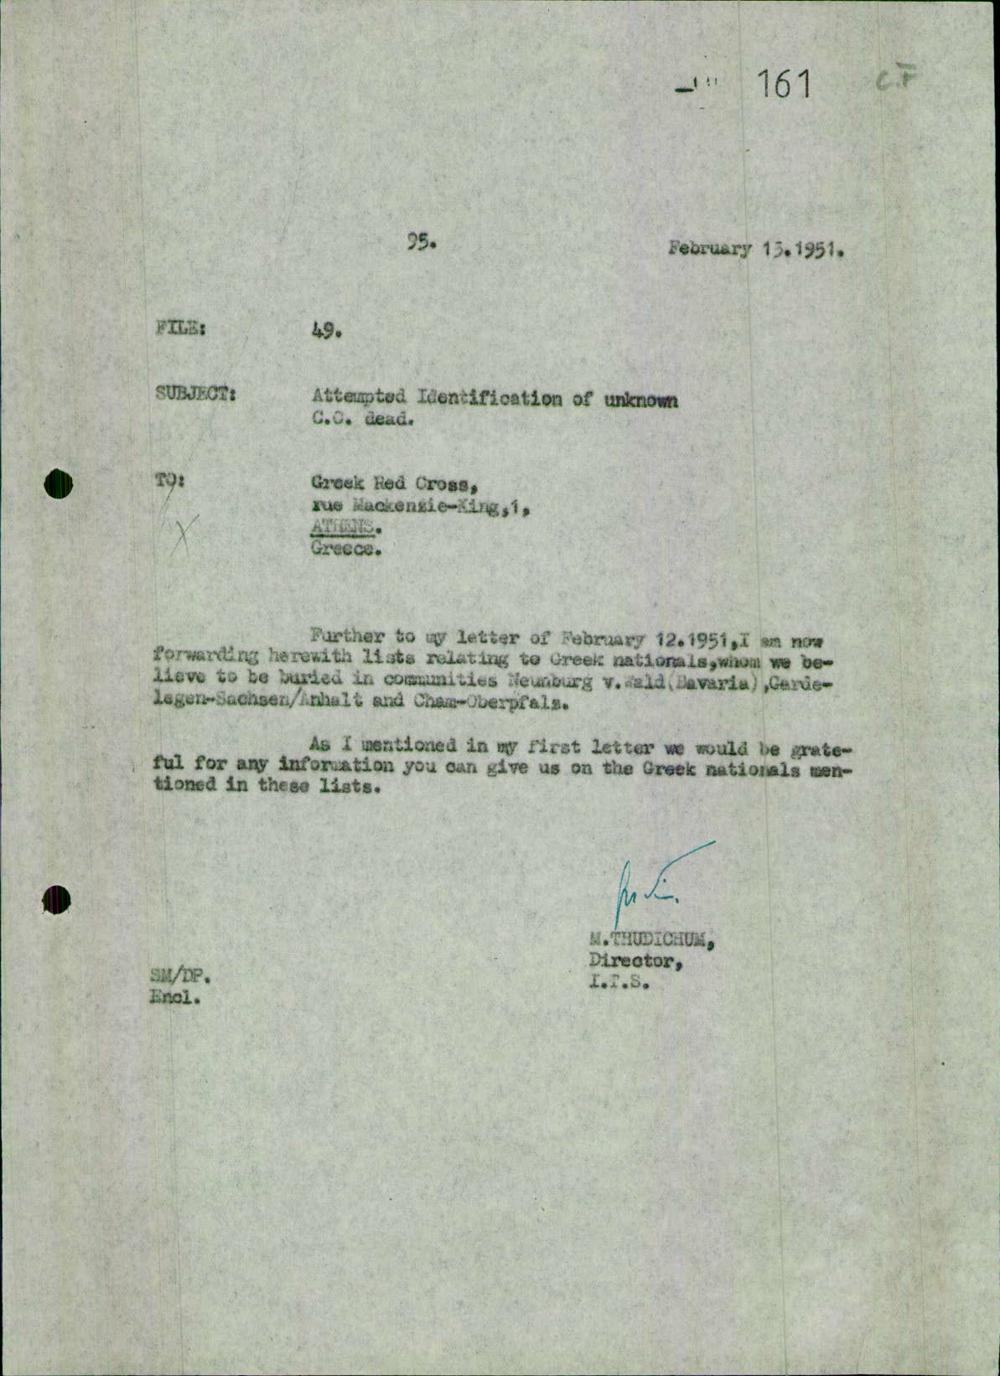 161 C.F
95.
February 13.1951.
FILE: 49.
SUBJECT: Attempted Identification of unknown
C.C. dead.
TO: Greek Red Cross,
rue Mackenzie-King,1,
ATHENS.
Greece.
Further to my letter of February 12.1951,I am now
forwarding herewith lists relating to Greek nationals,whom we be-
lieve to be buried in communities Neunburg v.Wald(Bavaria),Garde-
legen-Sachsen/Anhalt and Cham-Oberpfalz.
As I mentioned in my first letter we would be grate-
ful for any information you can give us on the Greek nationals men-
tioned in these lists.
M.THUDICHUM,
Director,
I.T.S.
SM/DP.
Encl.